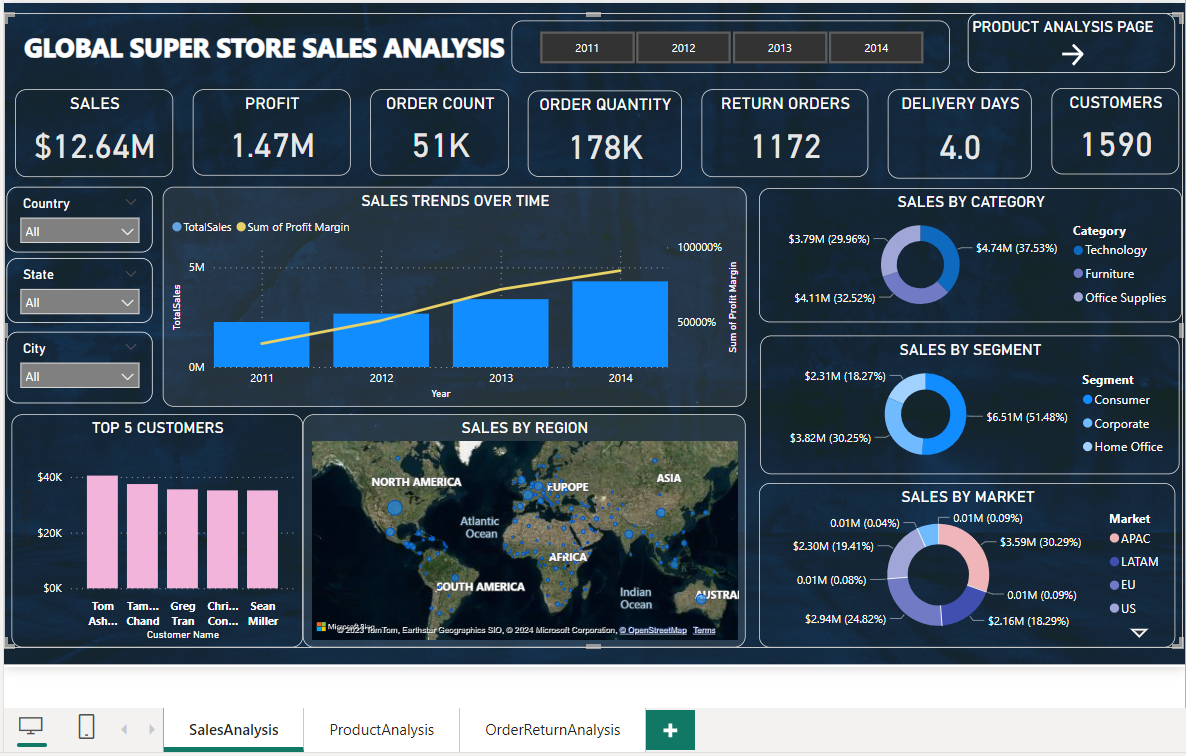 GLOBAL SUPER STORE SALES ANALYSIS
2011
2012
2013
2014
PRODUCT ANALYSIS PAGE
SALES
$12.64M
PROFIT
1.47M
ORDER COUNT
51K
ORDER QUANTITY
178K
RETURN ORDERS
1172
DELIVERY DAYS
4.0
CUSTOMERS
1590
Country
All
State
All
City
All
SALES TRENDS OVER TIME
TotalSales
Sum of Profit Margin
TotalSales
5M
0M
100000%
50000%
Sum of Profit Margin
2011
2012
2013
2014
Year
SALES BY CATEGORY
$3.79M (29.96%)
$4.74M (37.53%)
$4.11M (32.52%)
Category
Technology
Furniture
Office Supplies
SALES BY SEGMENT
$2.31M (18.27%)
$6.51M (51.48%)
$3.82M (30.25%)
Segment
Consumer
Corporate
Home Office
TOP 5 CUSTOMERS
$40K
$20K
$0K
Tom
Ash...
Tam...
Chand
Greg
Tran
Chri...
Con...
Sean
Miller
Customer Name
SALES BY REGION
NORTH AMERICA
EUROPE
ASIA
Atlantic
Ocean
AFRICA
SOUTH AMERICA
Indian
Ocean
AUSTRAL
Microsoft Bing
© 2023 TomTom, Earthstar Geographics SIO, © 2024 Microsoft Corporation, © OpenStreetMap Terms
SALES BY MARKET
0.01M (0.04%)
0.01M (0.09%)
$2.30M (19.41%)
$3.59M (30.29%)
0.01M (0.08%)
0.01M (0.09%)
$2.94M (24.82%)
$2.16M (18.29%)
Market
APAC
LATAM
EU
US
SalesAnalysis
ProductAnalysis
OrderReturnAnalysis
+